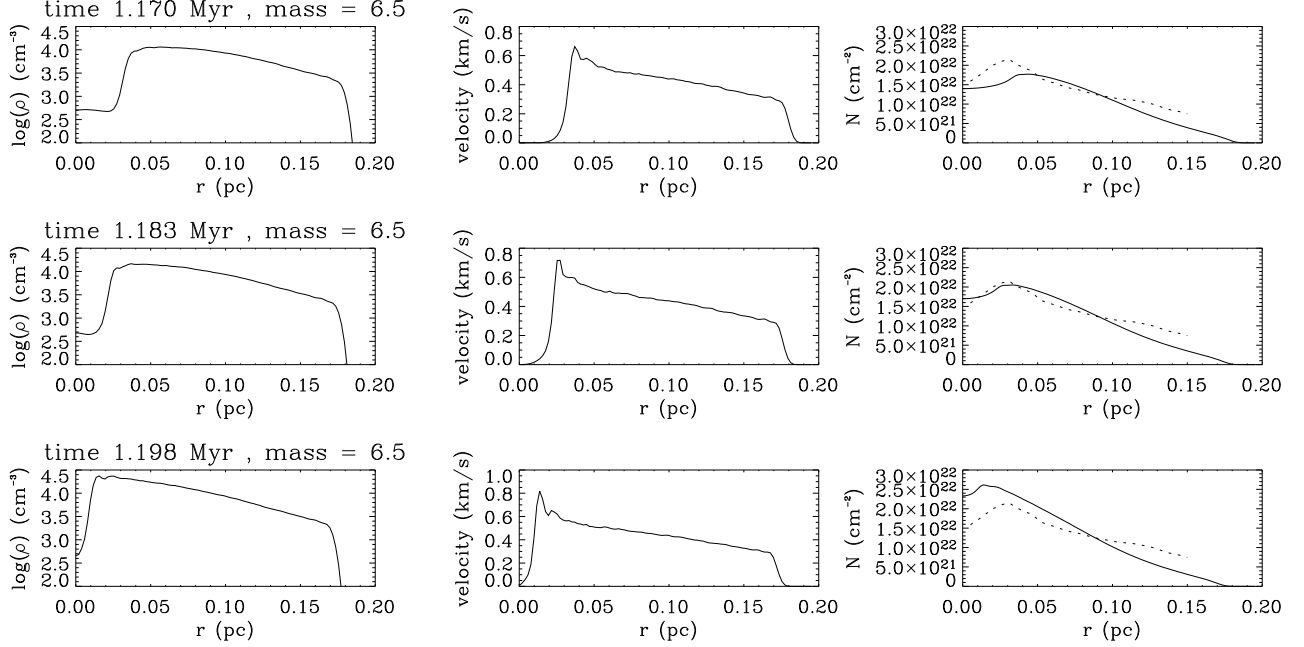 time 1.170 Myr , mass = 6.5
log(ρ) (cm⁻³)
4.5
4.0
3.5
3.0
2.5
2.0
0.00 0.05 0.10 0.15 0.20
r (pc)
velocity (km/s)
0.8
0.6
0.4
0.2
0.0
0.00 0.05 0.10 0.15 0.20
r (pc)
N (cm⁻²)
3.0×10²²
2.5×10²²
2.0×10²²
1.5×10²²
1.0×10²²
5.0×10²¹
0
0.00 0.05 0.10 0.15 0.20
r (pc)
time 1.183 Myr , mass = 6.5
log(ρ) (cm⁻³)
4.5
4.0
3.5
3.0
2.5
2.0
0.00 0.05 0.10 0.15 0.20
r (pc)
velocity (km/s)
0.8
0.6
0.4
0.2
0.0
0.00 0.05 0.10 0.15 0.20
r (pc)
N (cm⁻²)
3.0×10²²
2.5×10²²
2.0×10²²
1.5×10²²
1.0×10²²
5.0×10²¹
0
0.00 0.05 0.10 0.15 0.20
r (pc)
time 1.198 Myr , mass = 6.5
log(ρ) (cm⁻³)
4.5
4.0
3.5
3.0
2.5
2.0
0.00 0.05 0.10 0.15 0.20
r (pc)
velocity (km/s)
1.0
0.8
0.6
0.4
0.2
0.0
0.00 0.05 0.10 0.15 0.20
r (pc)
N (cm⁻²)
3.0×10²²
2.5×10²²
2.0×10²²
1.5×10²²
1.0×10²²
5.0×10²¹
0
0.00 0.05 0.10 0.15 0.20
r (pc)